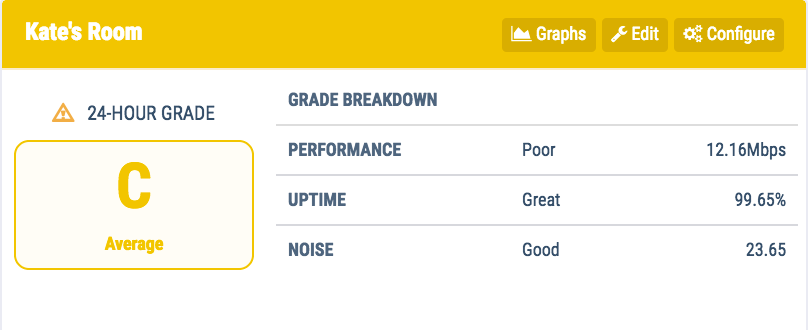 Kate's Room
Graphs
Edit
Configure
24-HOUR GRADE
C
Average
GRADE BREAKDOWN
PERFORMANCE Poor 12.16Mbps
UPTIME Great 99.65%
NOISE Good 23.65